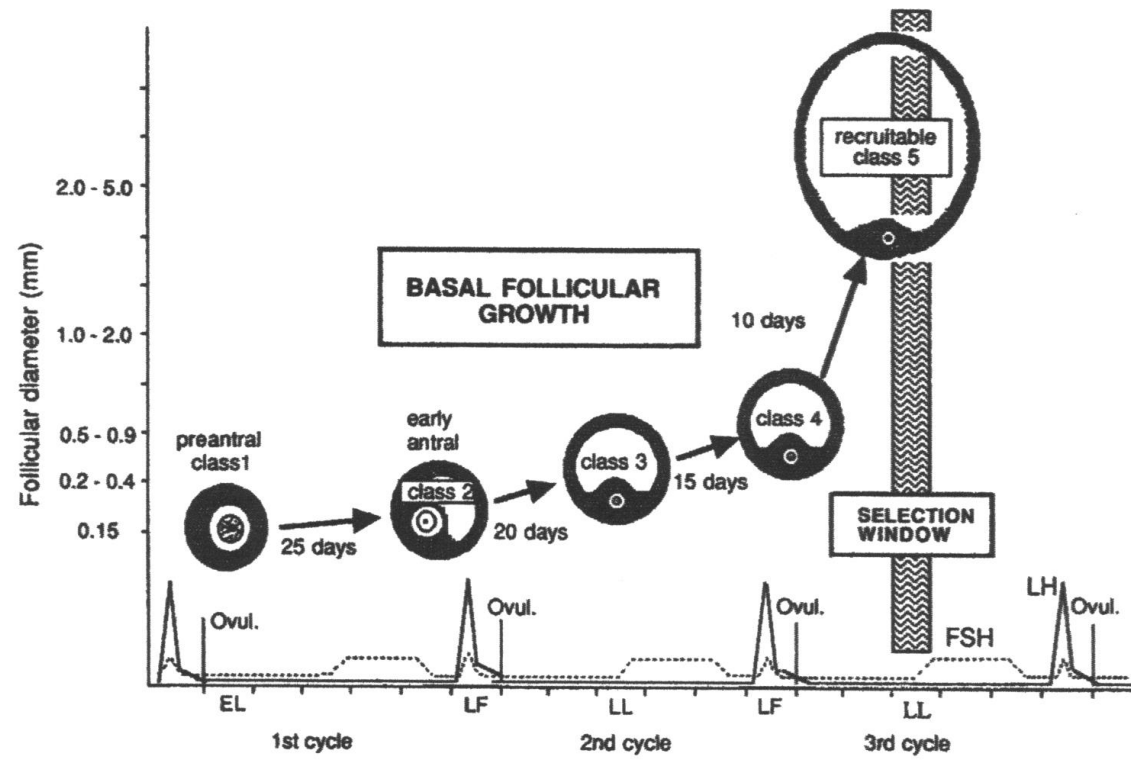 Follicular diameter (mm)
2.0 - 5.0
1.0 - 2.0
0.5 - 0.9
0.2 - 0.4
0.15
BASAL FOLLICULAR
GROWTH
recruitable
class 5
10 days
preantral
class1
early
antral
class 2
class 3
class 4
25 days
20 days
15 days
SELECTION
WINDOW
Ovul.
Ovul.
Ovul.
LH
Ovul.
FSH
EL
LF
LL
LF
LL
1st cycle
2nd cycle
3rd cycle